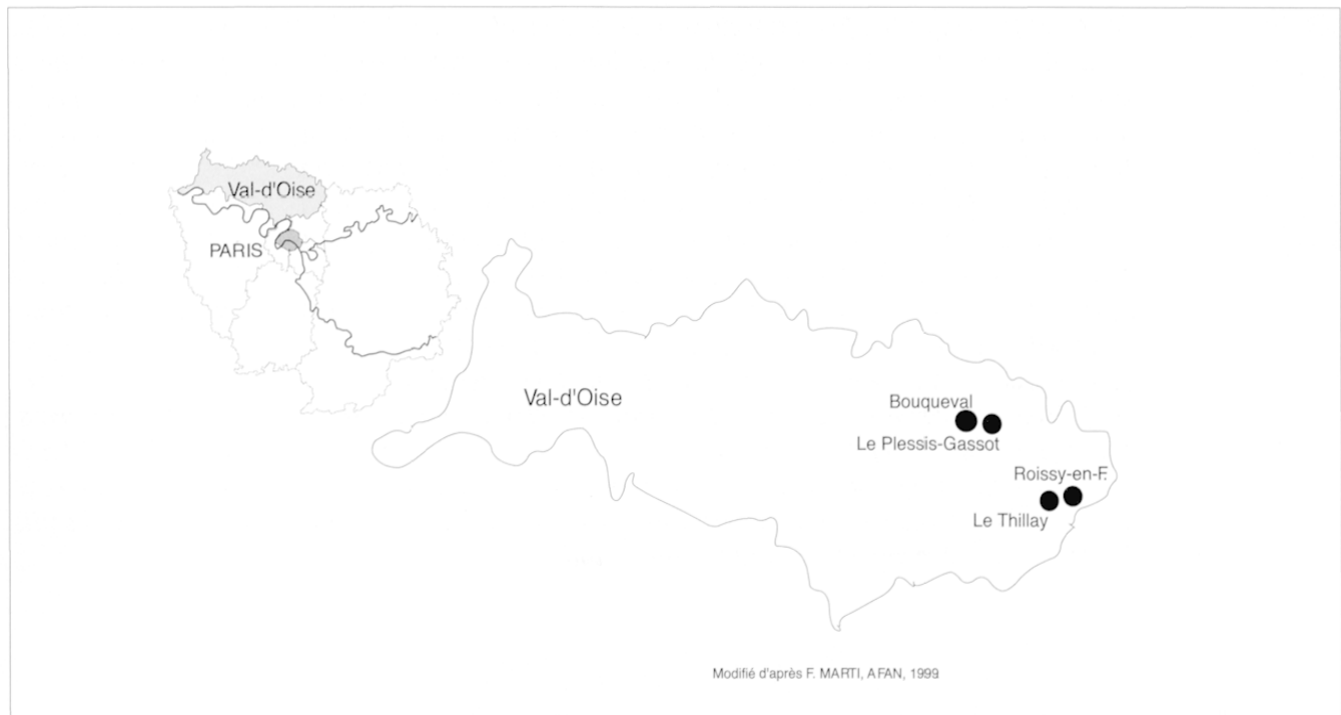 Val-d'Oise
PARIS
Val-d'Oise
Bouqueval
Le Plessis-Gassot
Roissy-en-F.
Le Thillay
Modifié d'après F. MARTI, AFAN, 1999